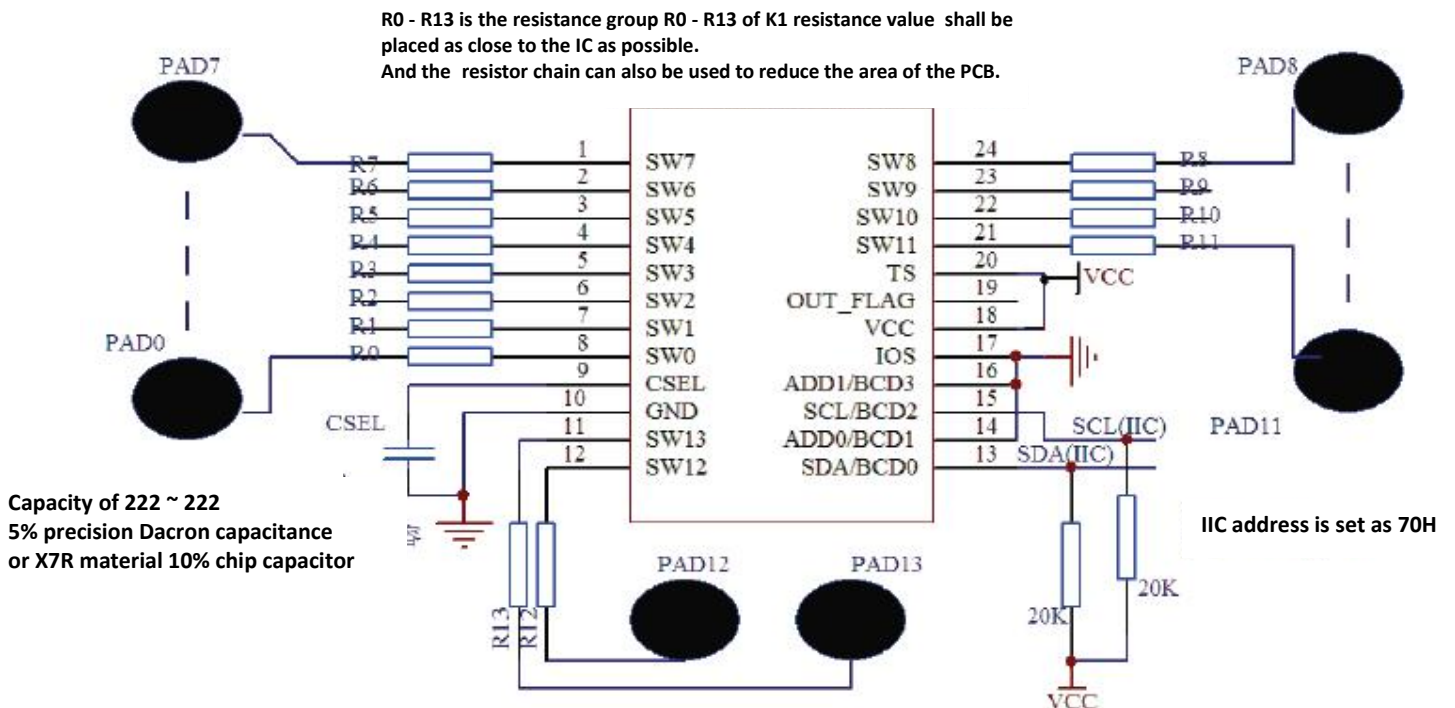 R0 - R13 is the resistance group R0 - R13 of K1 resistance value shall be
placed as close to the IC as possible.
And the resistor chain can also be used to reduce the area of the PCB.
PAD7
PAD8
R7 1 SW7 SW8 24 R8
R6 2 SW6 SW9 23 R9
R5 3 SW5 SW10 22 R10
R4 4 SW4 SW11 21 R11
R3 5 SW3 TS 20 VCC
R2 6 SW2 OUT_FLAG 19
R1 7 SW1 VCC 18
PAD0
R0 8 SW0 IOS 17
9 CSEL ADD1/BCD3 16
10 GND SCL/BCD2 15
CSEL 11 SW13 ADD0/BCD1 14 SCL(IIC) PAD11
12 SW12 SDA/BCD0 13 SDA(IIC)
Capacity of 222 ~ 222
5% precision Dacron capacitance
or X7R material 10% chip capacitor
IIC address is set as 70H
PAD12 PAD13
R13
R12
20K
20K
VCC